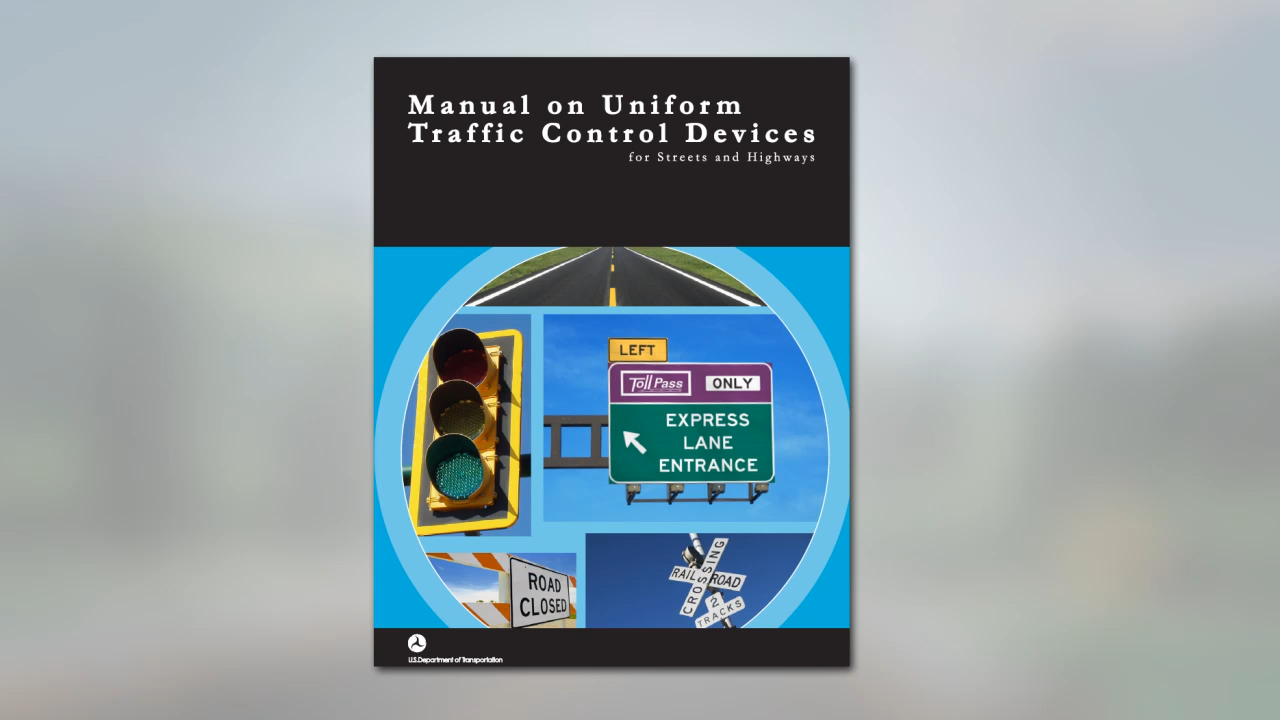 Manual on Uniform
Traffic Control Devices
for Streets and Highways
LEFT
Toll Pass
ONLY
EXPRESS
LANE
ENTRANCE
ROAD
CLOSED
RAIL ROAD
CROSSING
2
TRACKS
U.S.Department of Transportation